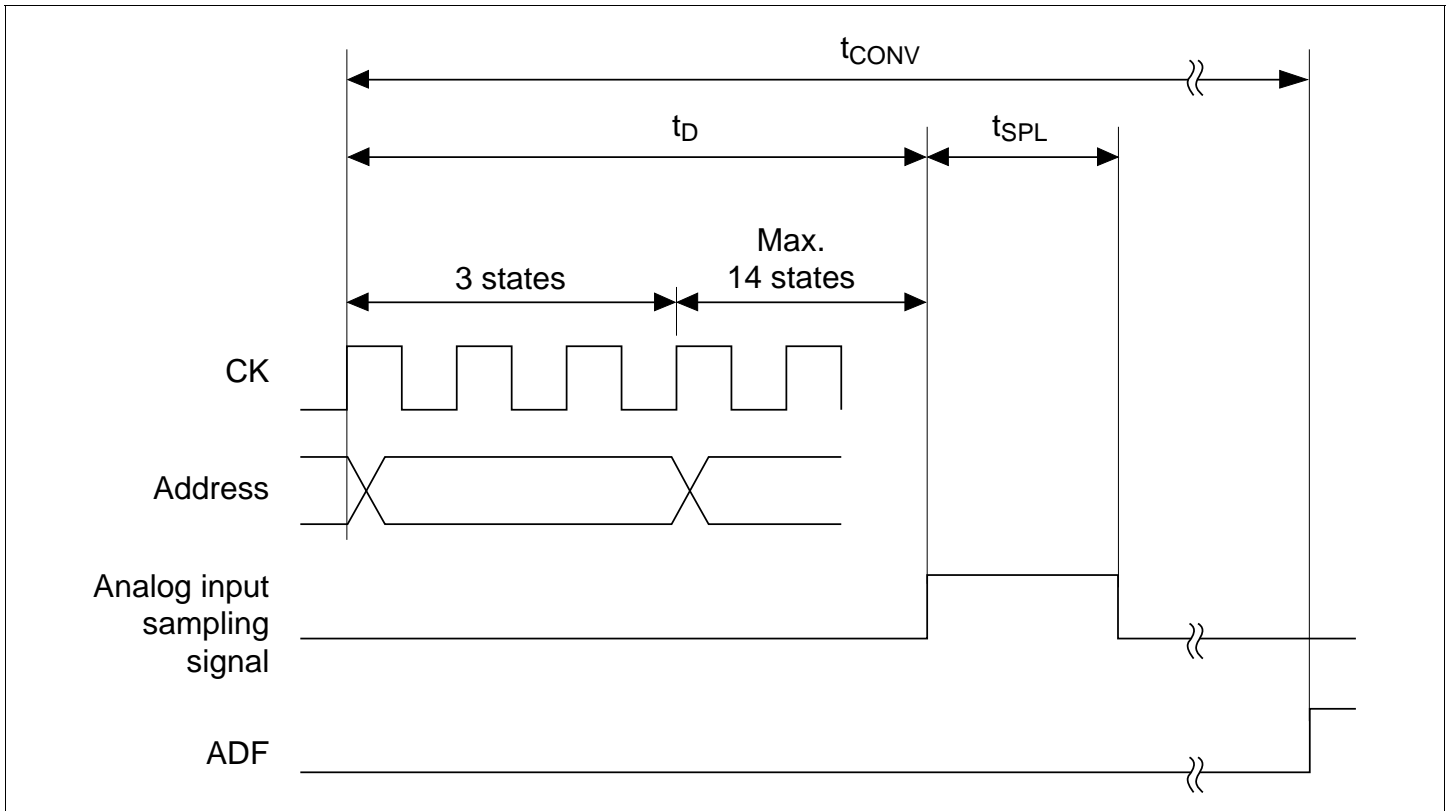 tCONV
tD
tSPL
3 states
Max.
14 states
CK
Address
Analog input
sampling
signal
ADF